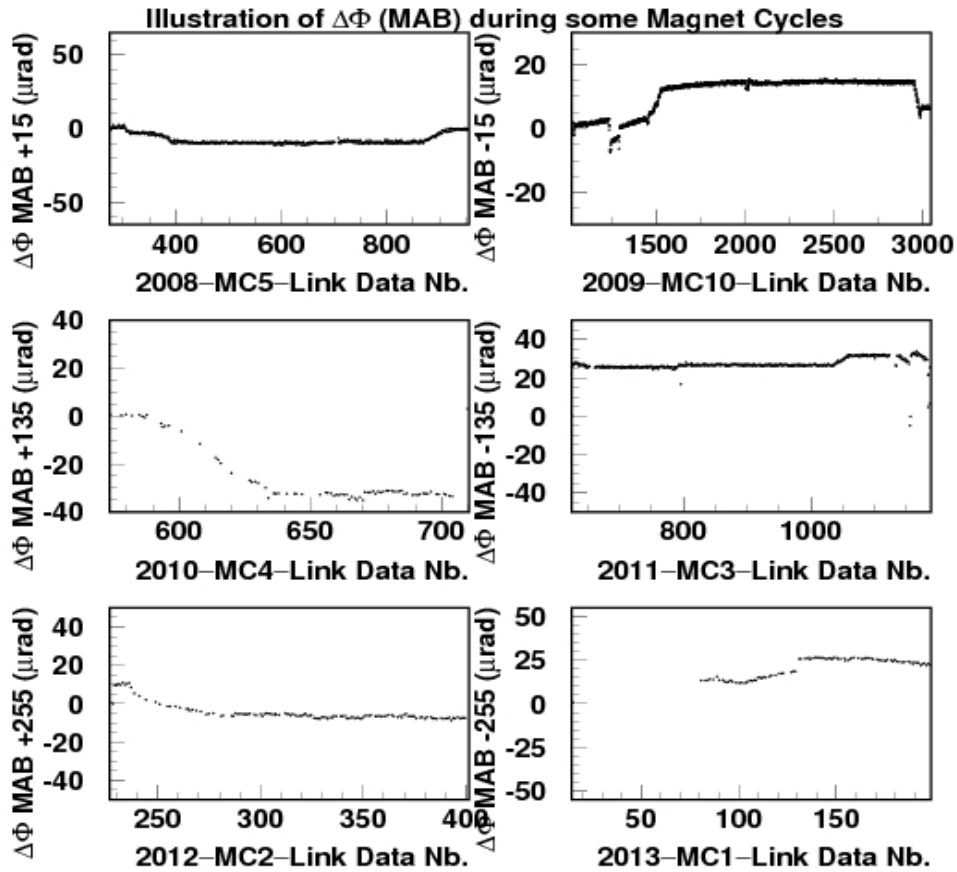 Illustration of ΔΦ (MAB) during some Magnet Cycles
ΔΦ MAB +15 (μrad)
50
0
-50
400 600 800
2008–MC5–Link Data Nb.
ΔΦ MAB -15 (μrad)
20
0
-20
1500 2000 2500 3000
2009–MC10–Link Data Nb.
ΔΦ MAB +135 (μrad)
40
20
0
-20
-40
600 650 700
2010–MC4–Link Data Nb.
ΔΦ MAB -135 (μrad)
40
20
0
-20
-40
800 1000
2011–MC3–Link Data Nb.
ΔΦ MAB +255 (μrad)
40
20
0
-20
-40
250 300 350 400
2012–MC2–Link Data Nb.
ΔΦ MAB -255 (μrad)
50
25
0
-25
-50
50 100 150
2013–MC1–Link Data Nb.